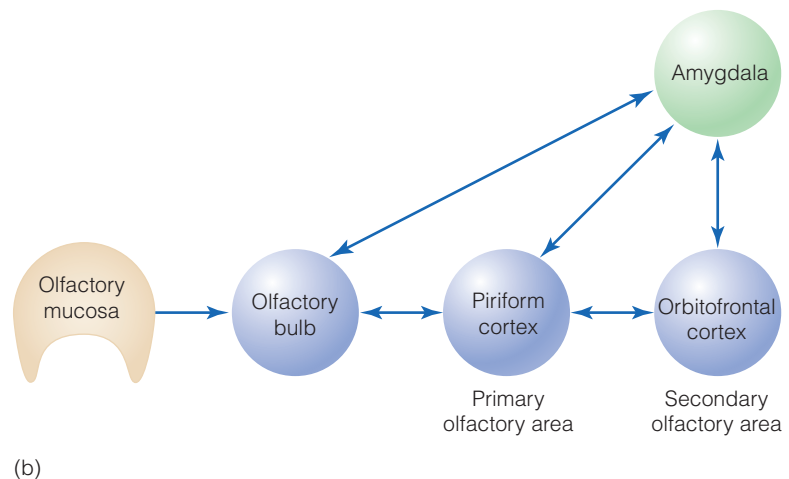 Amygdala
Olfactory
mucosa
Olfactory
bulb
Piriform
cortex
Orbitofrontal
cortex
Primary
olfactory area
Secondary
olfactory area
(b)